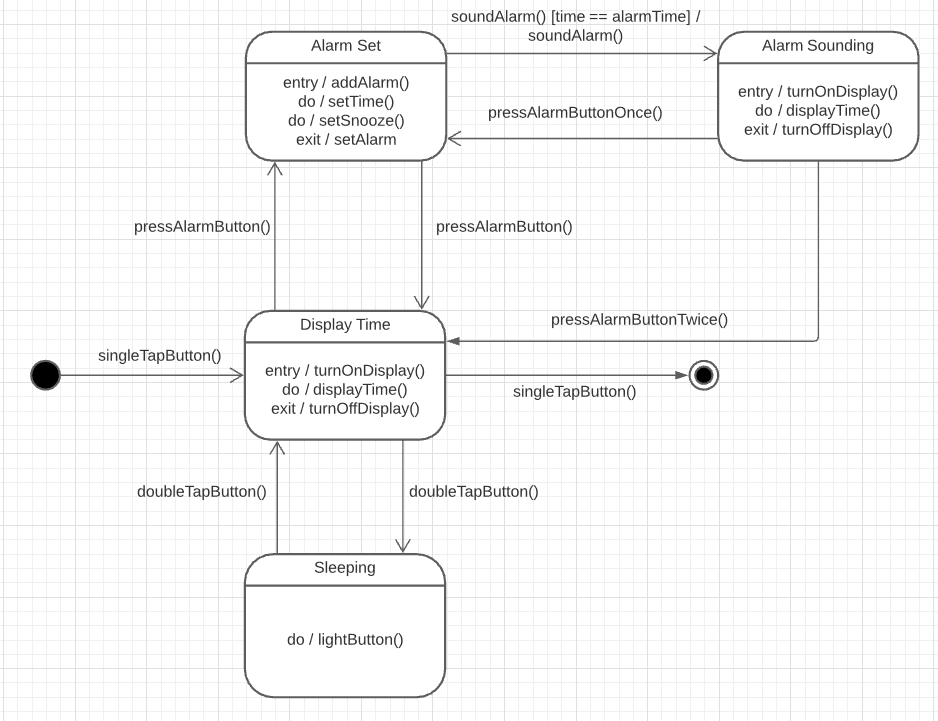 soundAlarm() [time == alarmTime] /
soundAlarm()
Alarm Set
entry / addAlarm()
do / setTime()
do / setSnooze()
exit / setAlarm
Alarm Sounding
entry / turnOnDisplay()
do / displayTime()
exit / turnOffDisplay()
pressAlarmButtonOnce()
pressAlarmButton()
pressAlarmButton()
pressAlarmButtonTwice()
singleTapButton()
Display Time
entry / turnOnDisplay()
do / displayTime()
exit / turnOffDisplay()
singleTapButton()
doubleTapButton()
doubleTapButton()
Sleeping
do / lightButton()